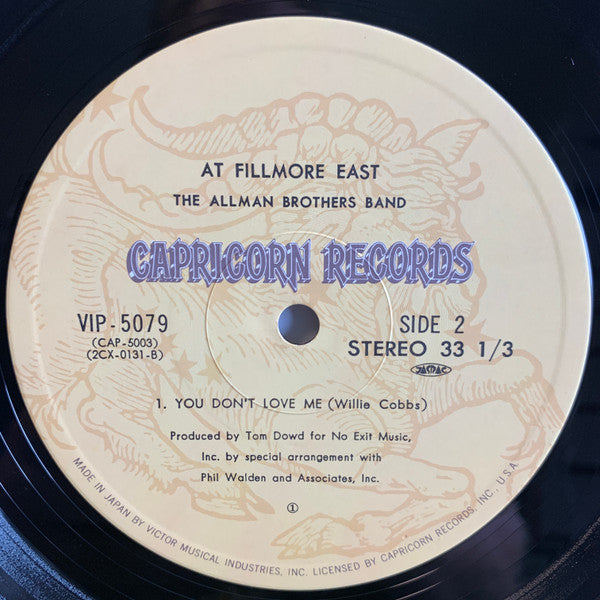 AT FILLMORE EAST
THE ALLMAN BROTHERS BAND
CAPRICORN RECORDS
VIP-5079
(CAP-5003)
(2CX-0131-B)
SIDE 2
STEREO 33 1/3
1. YOU DON'T LOVE ME (Willie Cobbs)
Produced by Tom Dowd for No Exit Music,
Inc. by special arrangement with
Phil Walden and Associates, Inc.
①
MADE IN JAPAN BY VICTOR MUSICAL INDUSTRIES, INC. LICENSED BY CAPRICORN RECORDS, INC., U.S.A.